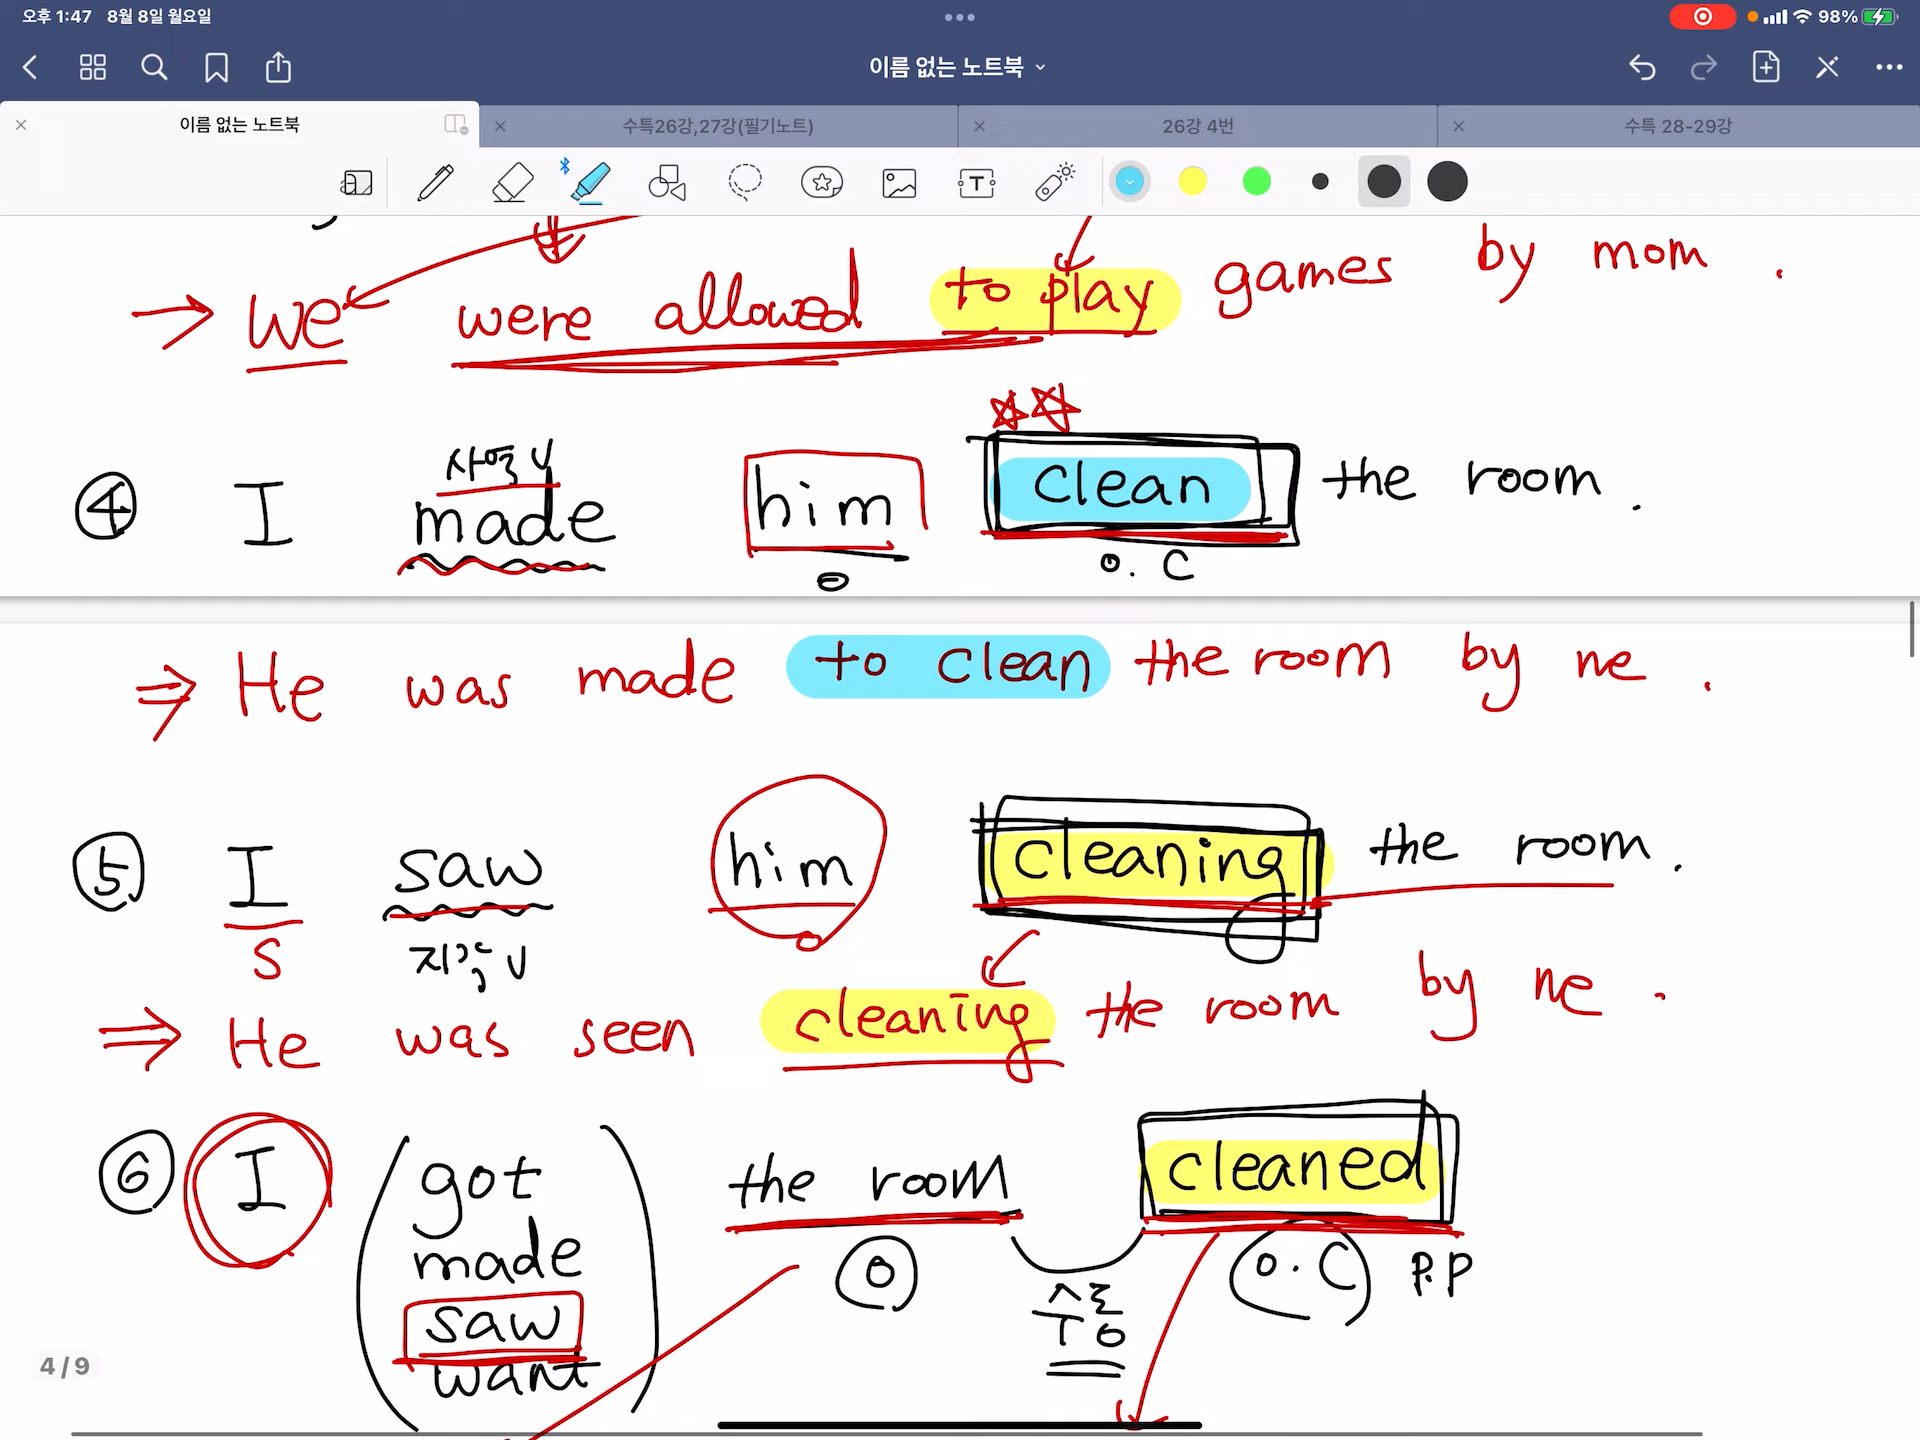 오후 1:47 8월 8일 월요일
98%
이름 없는 노트북
이름 없는 노트북
수특26강,27강(필기노트)
26강 4번
수특 28-29강
→ We were allowed to play games by mom .
사역 V
④ I made him clean the room .
O O. C
⇒ He was made to clean the room by me .
⑤ I saw him cleaning the room .
S 지각 V O
⇒ He was seen cleaning the room by me .
⑥ I ( got the room cleaned
made O 수동 O.C P.P
saw
want )
4 / 9